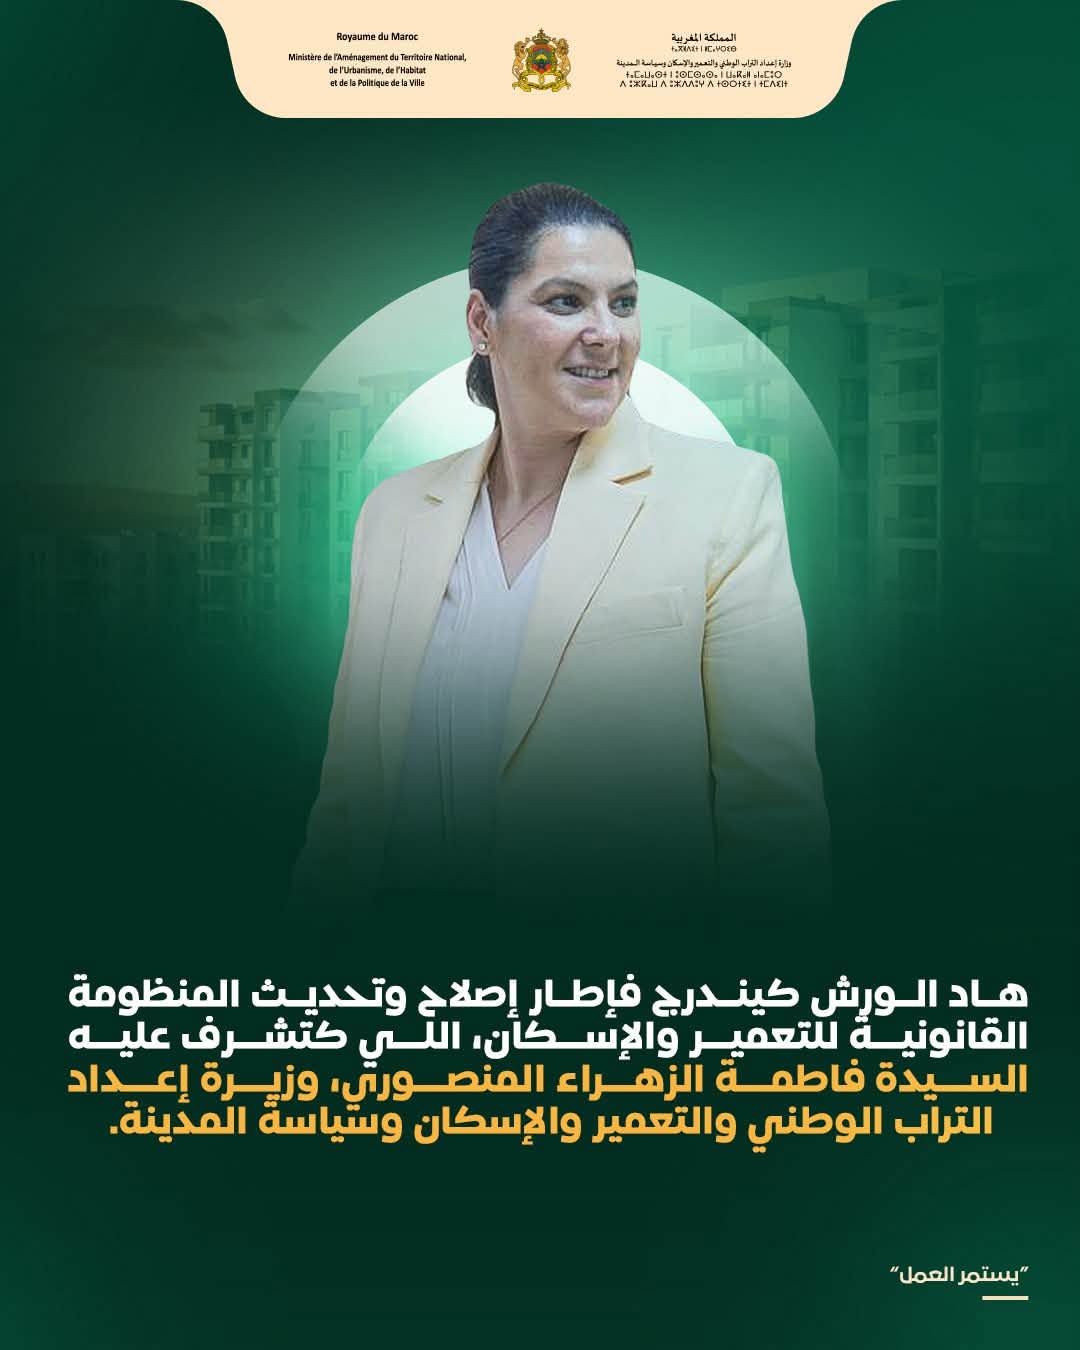 Royaume du Maroc
Ministère de l'Aménagement du Territoire National,
de l'Urbanisme, de l'Habitat
et de la Politique de la Ville
المملكة المغربية
ⵜⴰⴳⵍⴷⵉⵜ ⵏ ⵍⵎⵖⵔⵉⴱ
وزارة إعداد التراب الوطني والتعمير والإسكان وسياسة المدينة
هاد الورش كيندرج فإطار إصلاح وتحديث المنظومة
القانونية للتعمير والإسكان، اللي كتشرف عليه
السيدة فاطمة الزهراء المنصوري، وزيرة إعداد
التراب الوطني والتعمير والإسكان وسياسة المدينة.
"يستمر العمل"